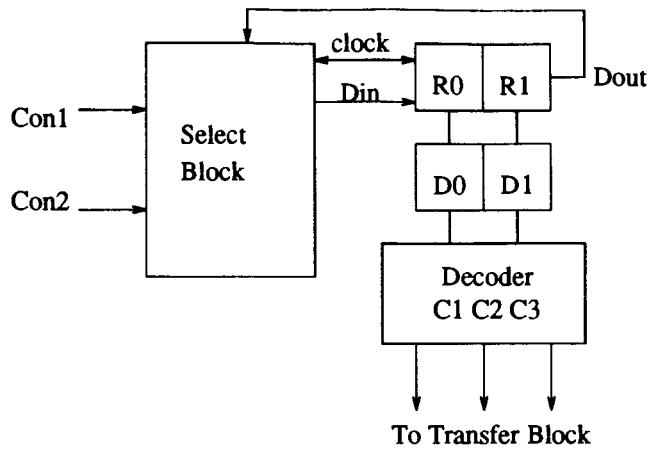 clock
R0 R1
Dout
Din
Con1
Select
Block
Con2
D0 D1
Decoder
C1 C2 C3
To Transfer Block